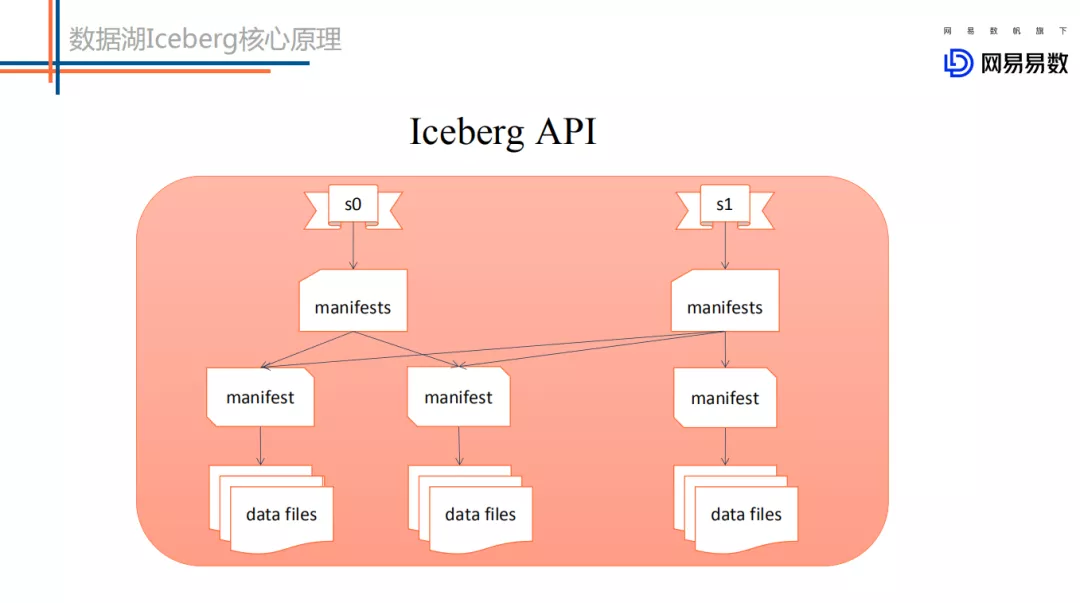 数据湖Iceberg核心原理
网易数帆旗下
网易易数
Iceberg API
s0
s1
manifests
manifests
manifest
manifest
manifest
data files
data files
data files